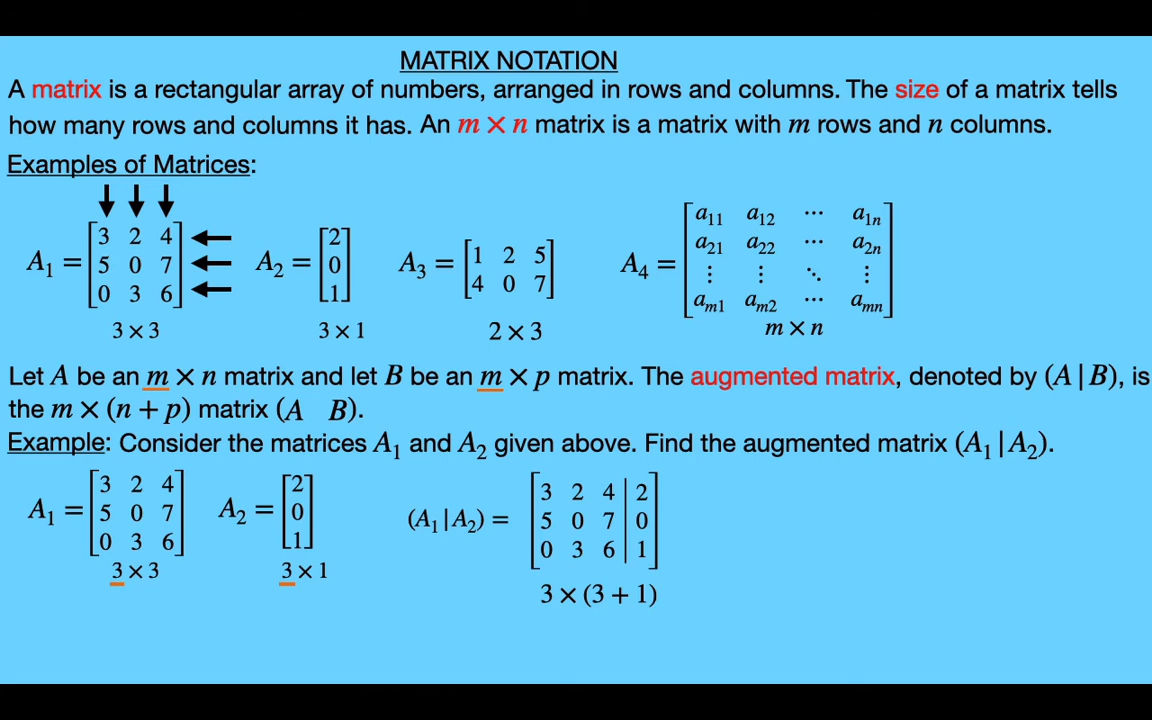 MATRIX NOTATION
A matrix is a rectangular array of numbers, arranged in rows and columns. The size of a matrix tells
how many rows and columns it has. An m × n matrix is a matrix with m rows and n columns.
Examples of Matrices:
A₁ = [3 2 4; 5 0 7; 0 3 6] A₂ = [2; 0; 1] A₃ = [1 2 5; 4 0 7] A₄ = [a₁₁ a₁₂ ⋯ a₁ₙ; a₂₁ a₂₂ ⋯ a₂ₙ; ⋮ ⋮ ⋱ ⋮; aₘ₁ aₘ₂ ⋯ aₘₙ]
3 × 3 3 × 1 2 × 3 m × n
Let A be an m × n matrix and let B be an m × p matrix. The augmented matrix, denoted by (A | B), is
the m × (n + p) matrix (A B).
Example: Consider the matrices A₁ and A₂ given above. Find the augmented matrix (A₁ | A₂).
A₁ = [3 2 4; 5 0 7; 0 3 6] A₂ = [2; 0; 1] (A₁ | A₂) = [3 2 4 | 2; 5 0 7 | 0; 0 3 6 | 1]
3 × 3 3 × 1 3 × (3 + 1)